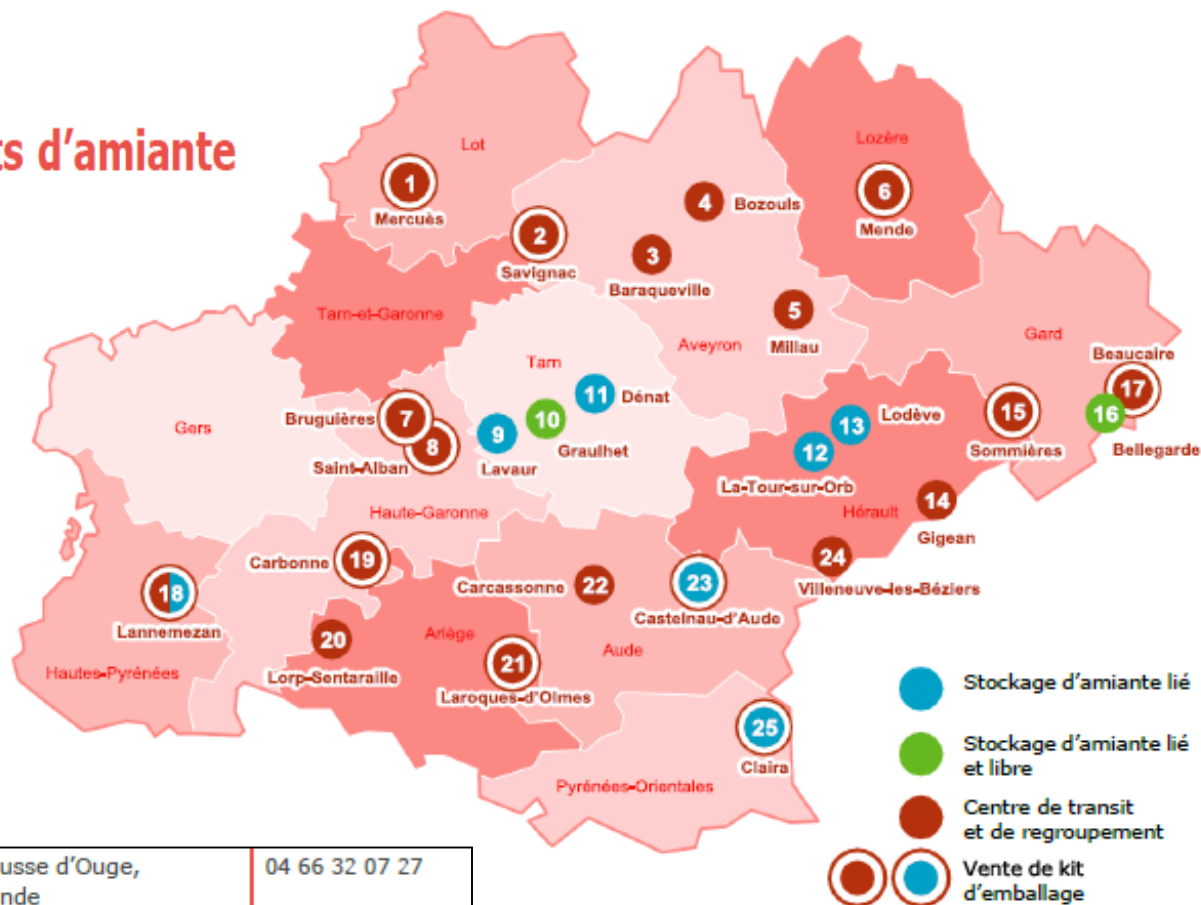 ts d'amiante
Lot
1
Mercuès
2
Savignac
4
Bozouls
3
Baraqueville
Lozère
6
Mende
5
Millau
Aveyron
Tarn-et-Garonne
Gard
Beaucaire
17
16
Bellegarde
15
Sommières
Tarn
11
Dénat
10
Graulhet
9
Lavaur
Bruguières
7
8
Saint-Alban
Gers
Haute-Garonne
13
Lodève
12
La-Tour-sur-Orb
Hérault
14
Gigean
24
Villeneuve-les-Béziers
Carbonne
19
18
Lannemezan
Hautes-Pyrénées
20
Lorp-Sentaraille
Ariège
21
Laroques-d'Olmes
Carcassonne
22
23
Castelnau-d'Aude
Aude
25
Claira
Pyrénées-Orientales
Stockage d'amiante lié
Stockage d'amiante lié
et libre
Centre de transit
et de regroupement
Vente de kit
d'emballage
usse d'Ouge,
nde
04 66 32 07 27